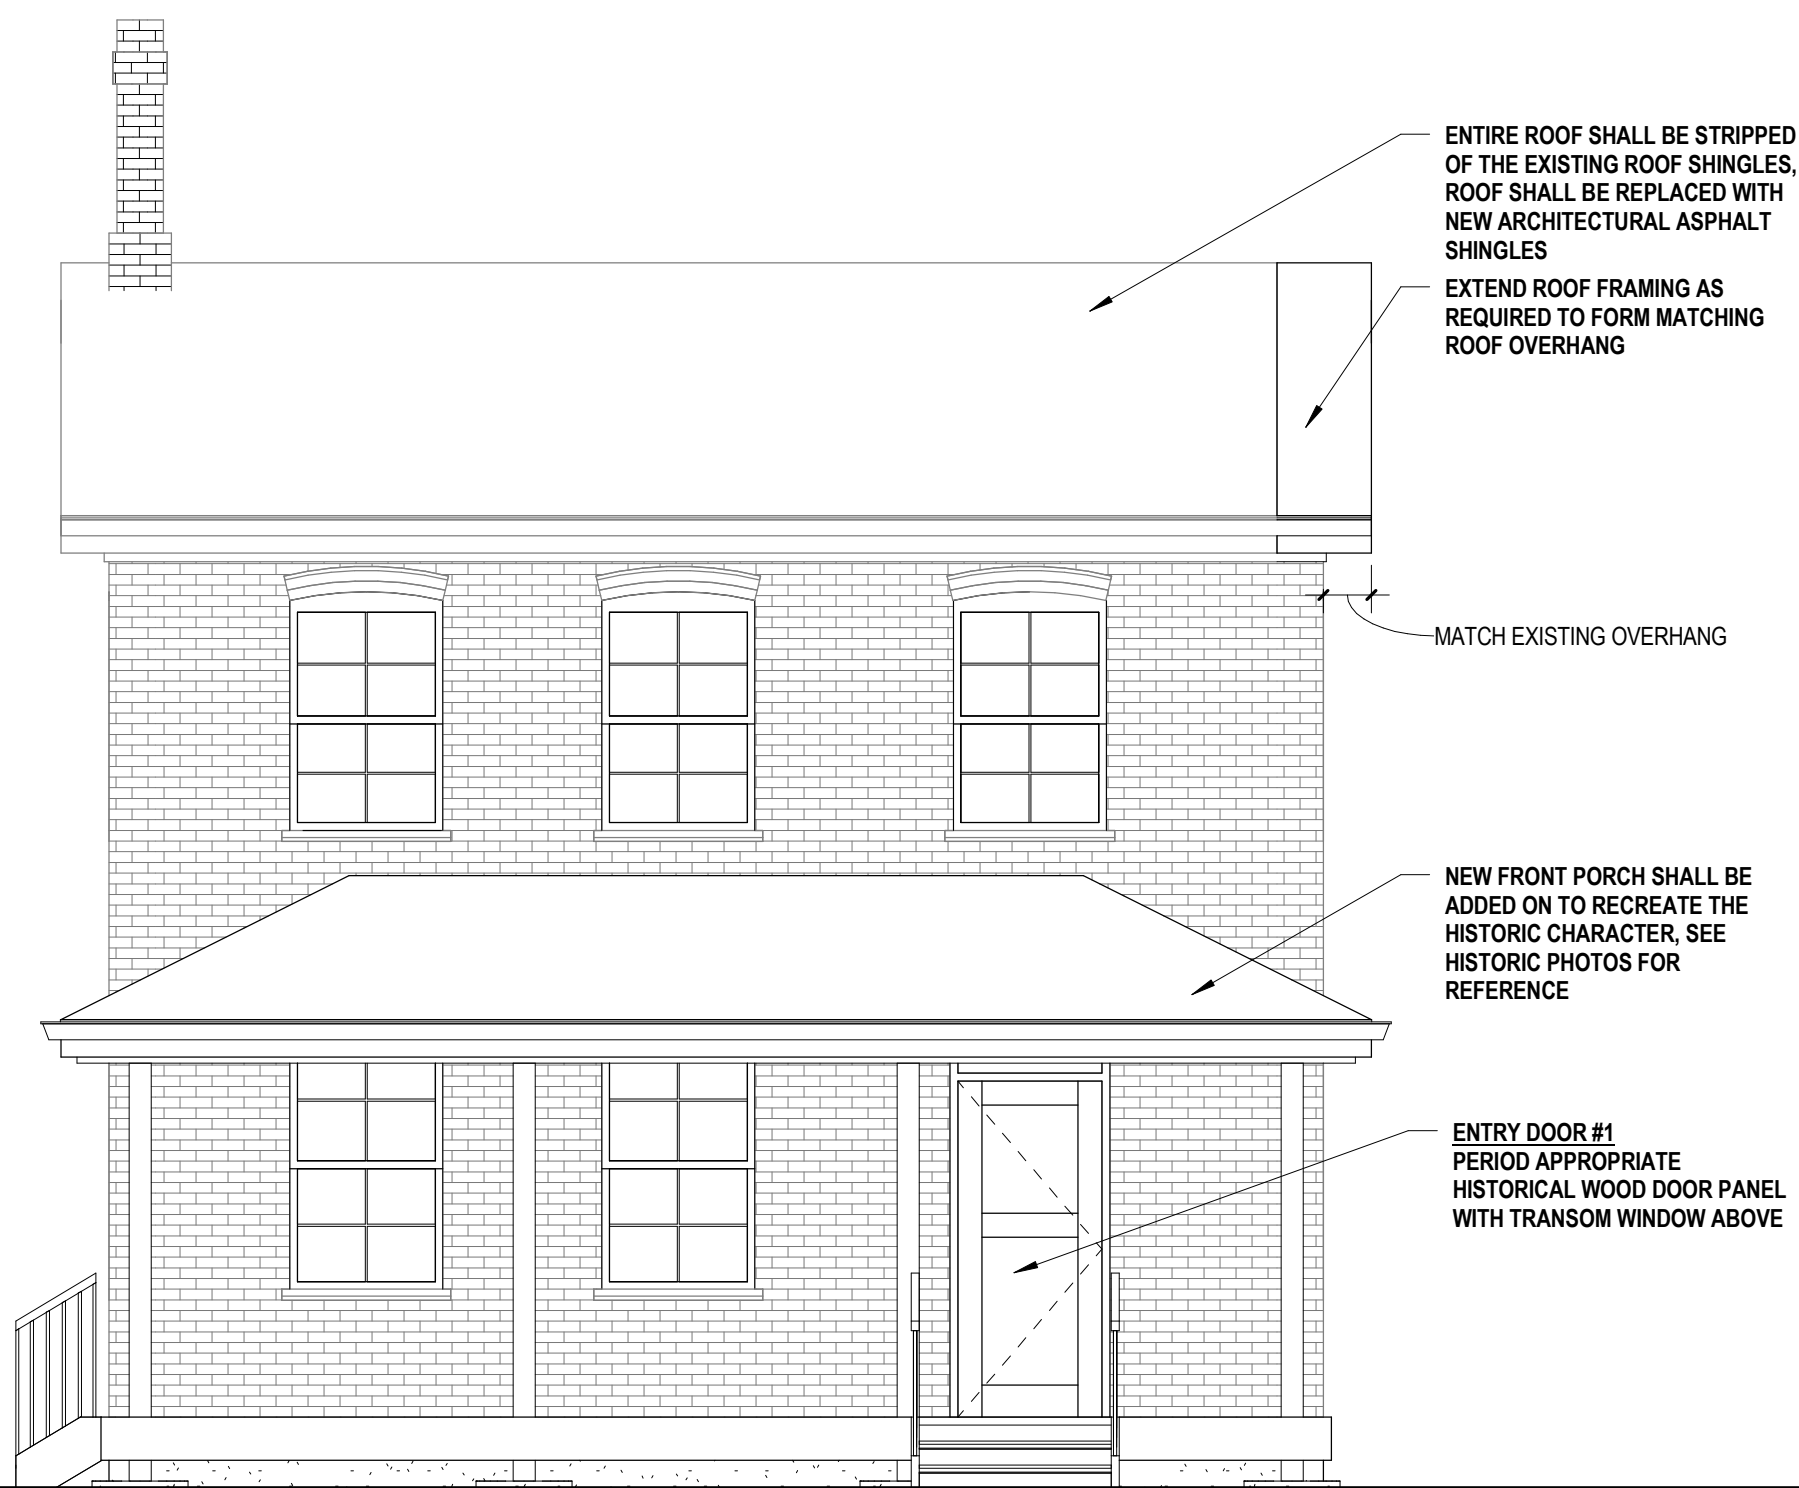 ENTIRE ROOF SHALL BE STRIPPED
OF THE EXISTING ROOF SHINGLES,
ROOF SHALL BE REPLACED WITH
NEW ARCHITECTURAL ASPHALT
SHINGLES
EXTEND ROOF FRAMING AS
REQUIRED TO FORM MATCHING
ROOF OVERHANG
MATCH EXISTING OVERHANG
NEW FRONT PORCH SHALL BE
ADDED ON TO RECREATE THE
HISTORIC CHARACTER, SEE
HISTORIC PHOTOS FOR
REFERENCE
ENTRY DOOR #1
PERIOD APPROPRIATE
HISTORICAL WOOD DOOR PANEL
WITH TRANSOM WINDOW ABOVE